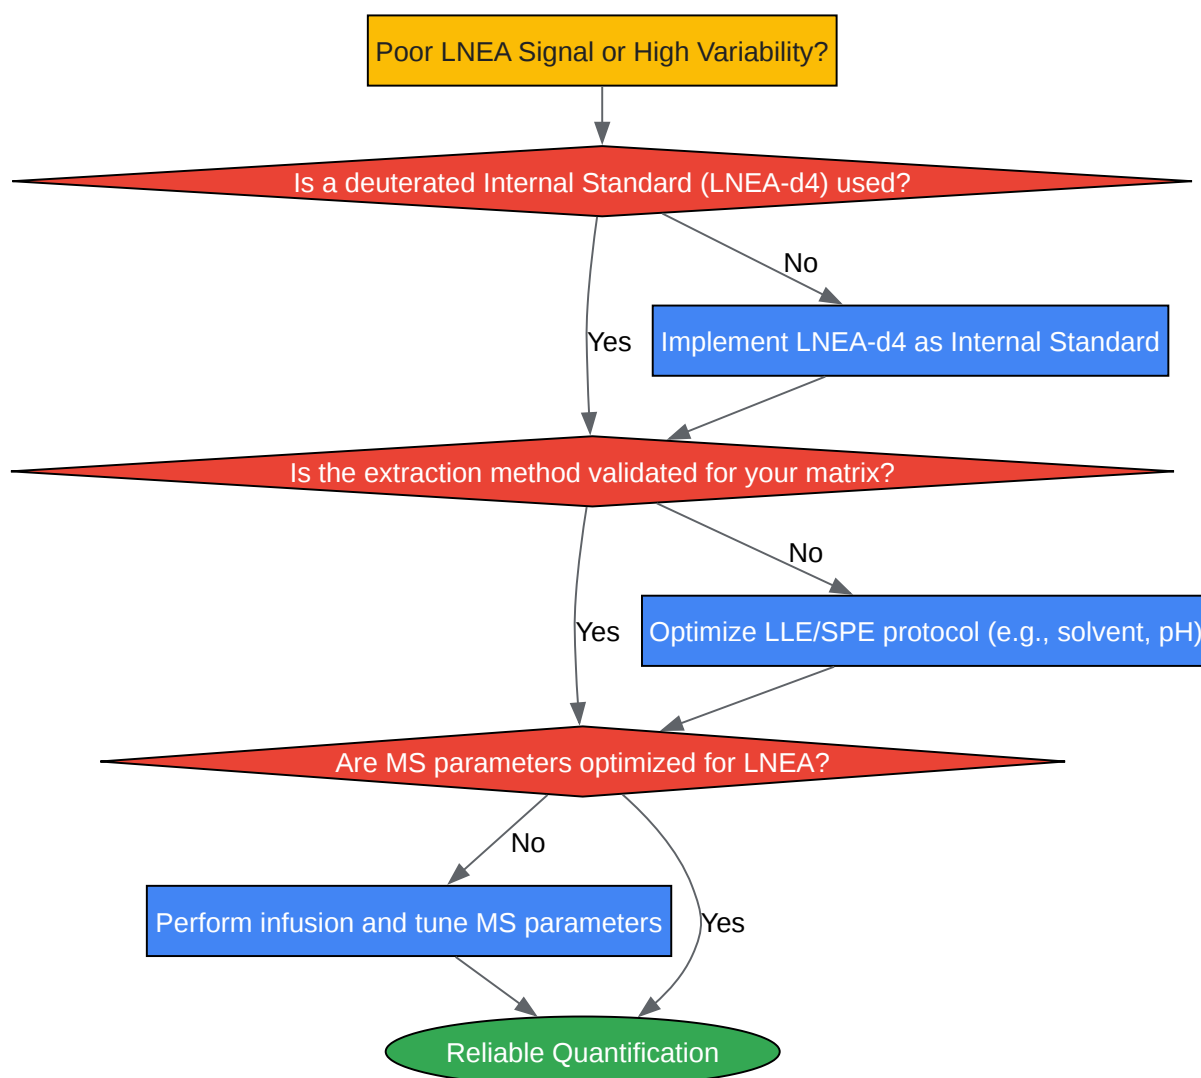 Poor LNEA Signal or High Variability?
Is a deuterated Internal Standard (LNEA-d4) used?
No
Yes
Implement LNEA-d4 as Internal Standard
Is the extraction method validated for your matrix?
No
Yes
Optimize LLE/SPE protocol (e.g., solvent, pH)
Are MS parameters optimized for LNEA?
No
Perform infusion and tune MS parameters
Yes
Reliable Quantification